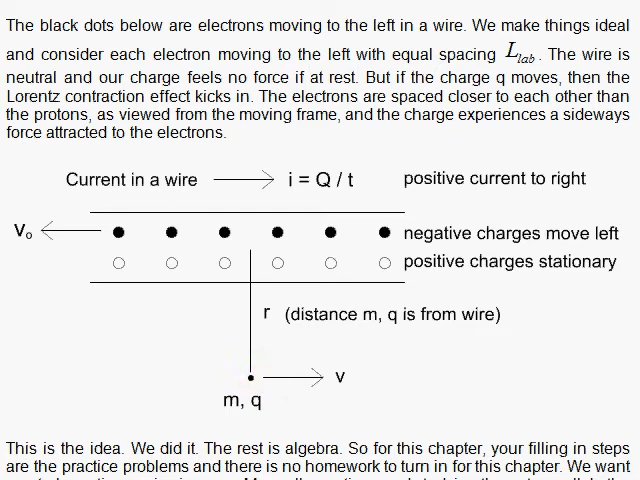 The black dots below are electrons moving to the left in a wire. We make things ideal
and consider each electron moving to the left with equal spacing L_lab. The wire is
neutral and our charge feels no force if at rest. But if the charge q moves, then the
Lorentz contraction effect kicks in. The electrons are spaced closer to each other than
the protons, as viewed from the moving frame, and the charge experiences a sideways
force attracted to the electrons.
Current in a wire i = Q / t positive current to right
v₀ negative charges move left
positive charges stationary
r (distance m, q is from wire)
v
m, q
This is the idea. We did it. The rest is algebra. So for this chapter, your filling in steps
are the practice problems and there is no homework to turn in for this chapter. We want